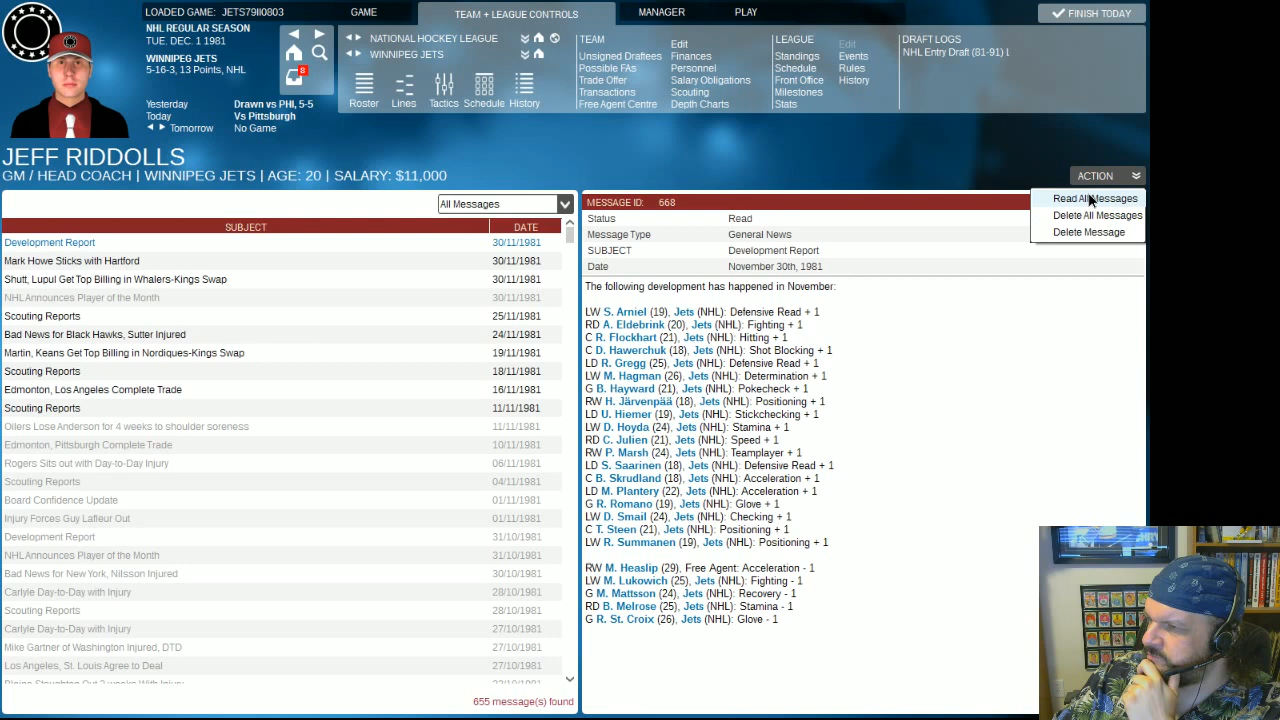 LOADED GAME: JETS79II0803
GAME
TEAM + LEAGUE CONTROLS
MANAGER
PLAY
FINISH TODAY
NHL REGULAR SEASON
TUE. DEC. 1 1981
WINNIPEG JETS
5-16-3, 13 Points, NHL
Yesterday Drawn vs PHI, 5-5
Today Vs Pittsburgh
Tomorrow No Game
8
NATIONAL HOCKEY LEAGUE
WINNIPEG JETS
Roster Lines Tactics Schedule History
TEAM
Unsigned Draftees
Possible FAs
Trade Offer
Transactions
Free Agent Centre
Edit
Finances
Personnel
Salary Obligations
Scouting
Depth Charts
LEAGUE
Standings
Schedule
Front Office
Milestones
Stats
Edit
Events
Rules
History
DRAFT LOGS
NHL Entry Draft (81-91) I
JEFF RIDDOLLS
GM / HEAD COACH | WINNIPEG JETS | AGE: 20 | SALARY: $11,000
ACTION
Read All Messages
Delete All Messages
Delete Message
All Messages
SUBJECT DATE
Development Report 30/11/1981
Mark Howe Sticks with Hartford 30/11/1981
Shutt, Lupul Get Top Billing in Whalers-Kings Swap 30/11/1981
NHL Announces Player of the Month 30/11/1981
Scouting Reports 25/11/1981
Bad News for Black Hawks, Sutter Injured 24/11/1981
Martin, Keans Get Top Billing in Nordiques-Kings Swap 19/11/1981
Scouting Reports 18/11/1981
Edmonton, Los Angeles Complete Trade 16/11/1981
Scouting Reports 11/11/1981
Oilers Lose Anderson for 4 weeks to shoulder soreness 11/11/1981
Edmonton, Pittsburgh Complete Trade 10/11/1981
Rogers Sits out with Day-to-Day Injury 06/11/1981
Scouting Reports 04/11/1981
Board Confidence Update 01/11/1981
Injury Forces Guy Lafleur Out 01/11/1981
Development Report 31/10/1981
NHL Announces Player of the Month 31/10/1981
Bad News for New York, Nilsson Injured 30/10/1981
Carlyle Day-to-Day with Injury 28/10/1981
Scouting Reports 28/10/1981
Carlyle Day-to-Day with Injury 27/10/1981
Mike Gartner of Washington Injured, DTD 27/10/1981
Los Angeles, St. Louis Agree to Deal 27/10/1981
655 message(s) found
MESSAGE ID: 668
Status Read
Message Type General News
SUBJECT Development Report
Date November 30th, 1981
The following development has happened in November:
LW S. Arniel (19), Jets (NHL): Defensive Read + 1
RD A. Eldebrink (20), Jets (NHL): Fighting + 1
C R. Flockhart (21), Jets (NHL): Hitting + 1
C D. Hawerchuk (18), Jets (NHL): Shot Blocking + 1
LD R. Gregg (25), Jets (NHL): Defensive Read + 1
LW M. Hagman (26), Jets (NHL): Determination + 1
G B. Hayward (21), Jets (NHL): Pokecheck + 1
RW H. Järvenpää (18), Jets (NHL): Positioning + 1
LD U. Hiemer (19), Jets (NHL): Stickchecking + 1
LW D. Hoyda (24), Jets (NHL): Stamina + 1
RD C. Julien (21), Jets (NHL): Speed + 1
RW P. Marsh (24), Jets (NHL): Teamplayer + 1
LD S. Saarinen (18), Jets (NHL): Defensive Read + 1
C B. Skrudland (18), Jets (NHL): Acceleration + 1
LD M. Plantery (22), Jets (NHL): Acceleration + 1
G R. Romano (19), Jets (NHL): Glove + 1
LW D. Smail (24), Jets (NHL): Checking + 1
C T. Steen (21), Jets (NHL): Positioning + 1
LW R. Summanen (19), Jets (NHL): Positioning + 1
RW M. Heaslip (29), Free Agent: Acceleration - 1
LW M. Lukowich (25), Jets (NHL): Fighting - 1
G M. Mattsson (24), Jets (NHL): Recovery - 1
RD B. Melrose (25), Jets (NHL): Stamina - 1
G R. St. Croix (26), Jets (NHL): Glove - 1